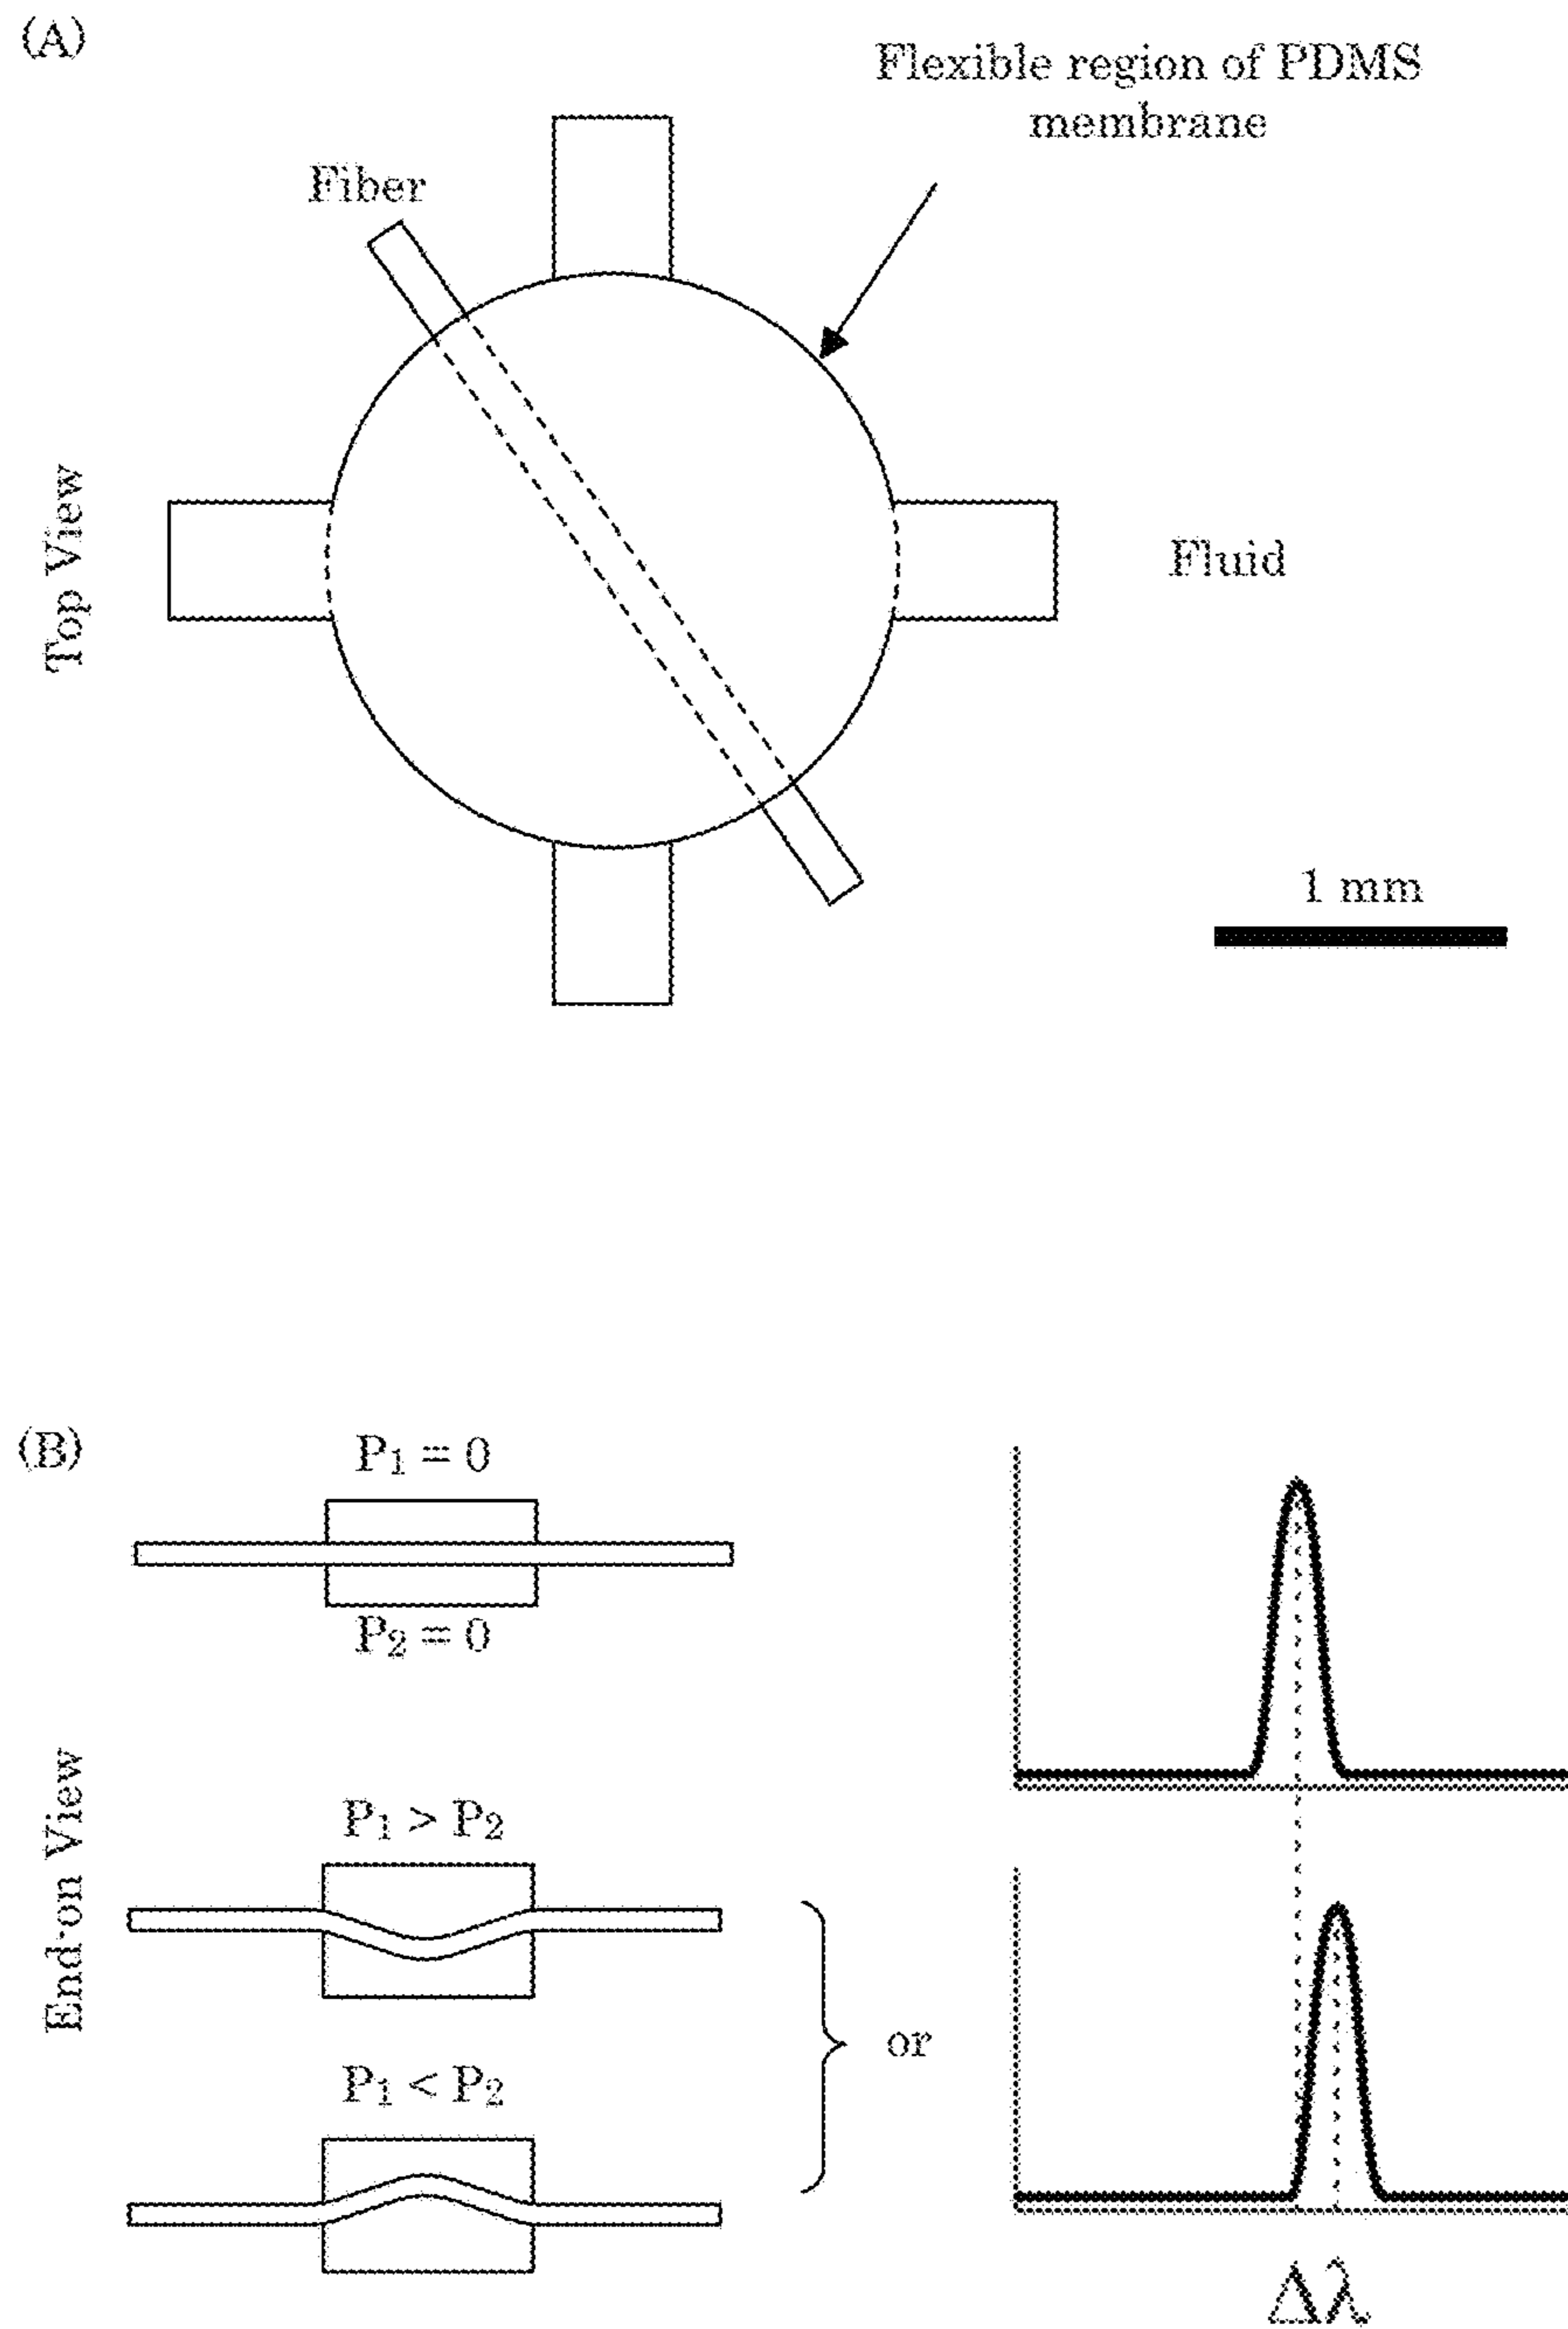 (A)
Flexible region of PDMS
membrane
Fiber
Top View
Fluid
1 mm
(B)
P₁ = 0
P₂ = 0
End-on View
P₁ > P₂
or
P₁ < P₂
Δλ